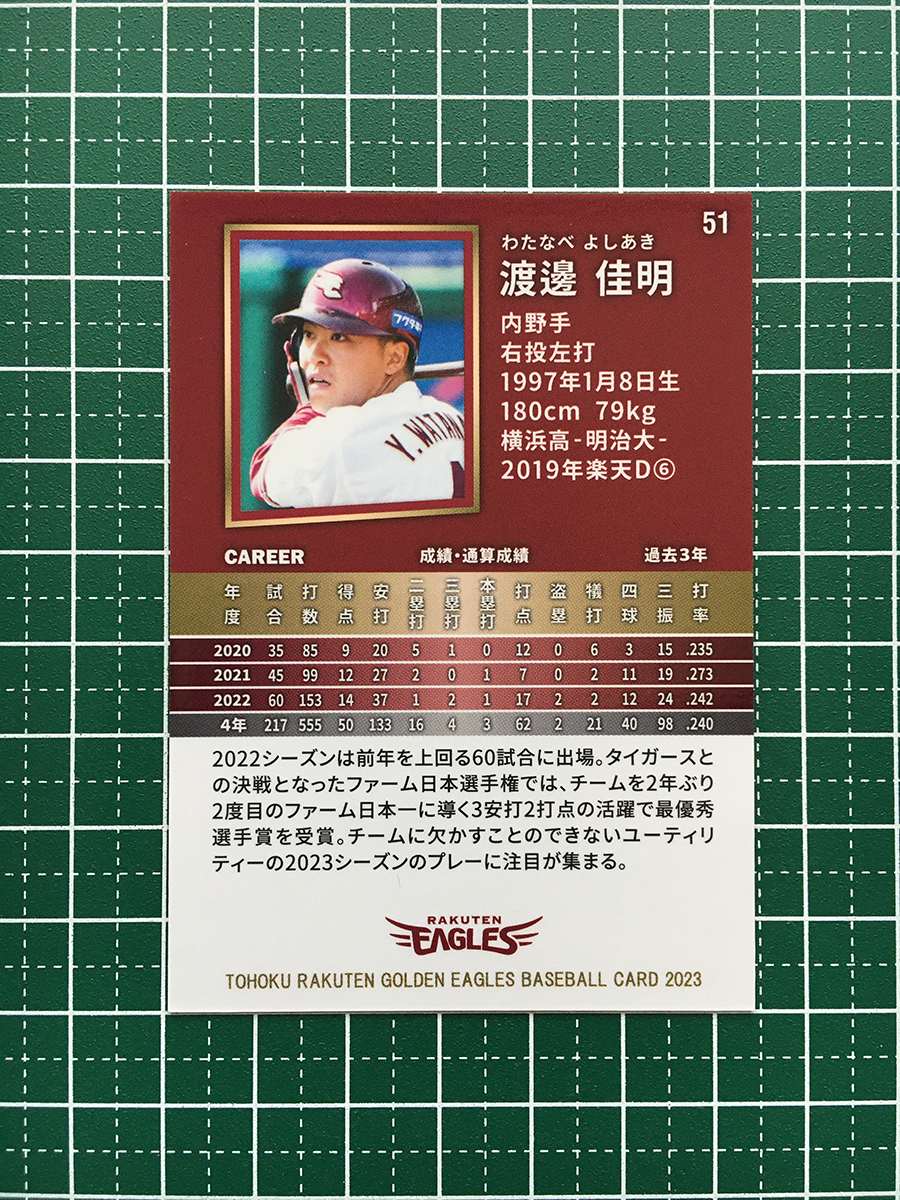 51
わたなべ よしあき
渡邊 佳明
内野手
右投左打
1997年1月8日生
180cm 79kg
横浜高-明治大-
2019年楽天D⑥
Y.WATAN
CAREER 成績・通算成績 過去3年
年度 試合 打数 得点 安打 二塁打 三塁打 本塁打 打点 盗塁 犠打 四球 三振 打率
2020 35 85 9 20 5 1 0 12 0 6 3 15 .235
2021 45 99 12 27 2 0 1 7 0 2 11 19 .273
2022 60 153 14 37 1 2 1 17 2 2 12 24 .242
4年 217 555 50 133 16 4 3 62 2 21 40 98 .240
2022シーズンは前年を上回る60試合に出場。タイガースと
の決戦となったファーム日本選手権では、チームを2年ぶり
2度目のファーム日本一に導く3安打2打点の活躍で最優秀
選手賞を受賞。チームに欠かすことのできないユーティリ
ティーの2023シーズンのプレーに注目が集まる。
RAKUTEN
EAGLES
TOHOKU RAKUTEN GOLDEN EAGLES BASEBALL CARD 2023